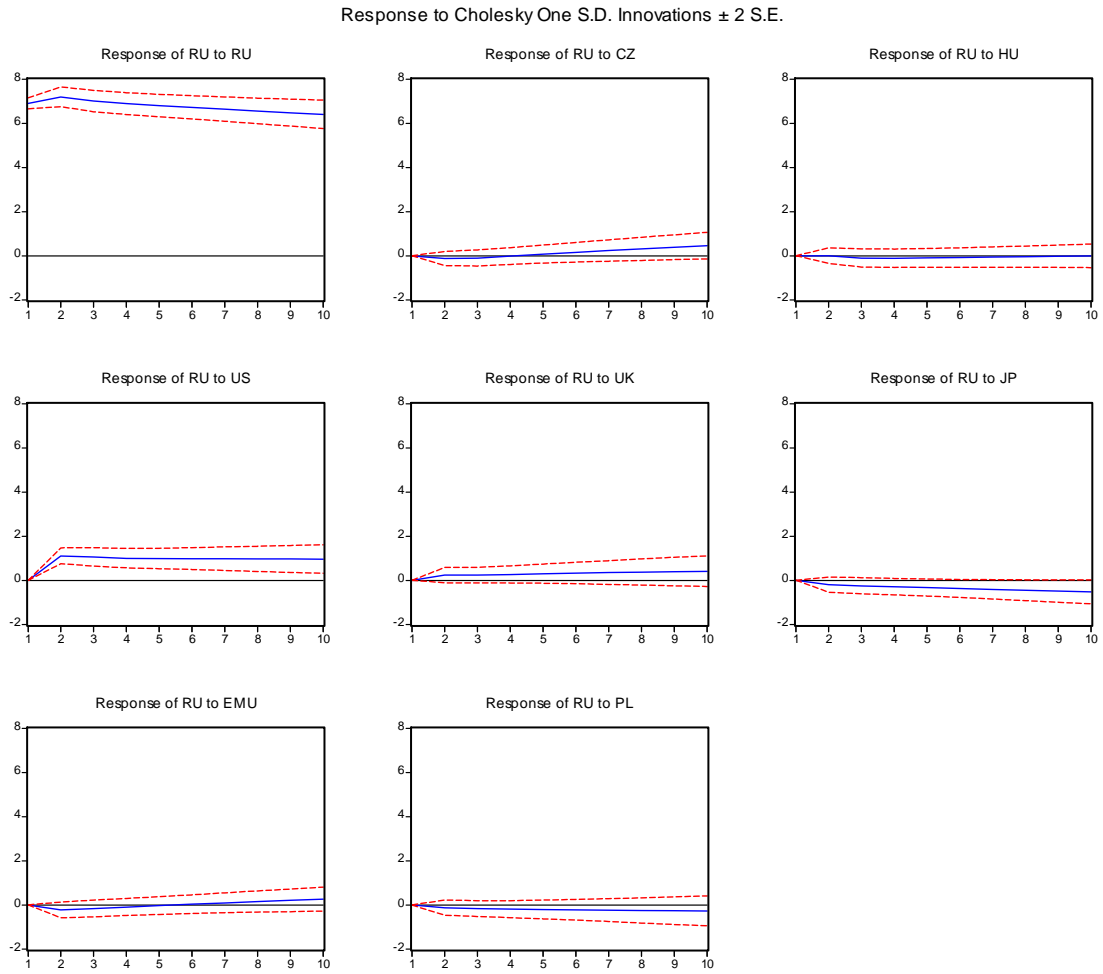 Response to Cholesky One S.D. Innovations ± 2 S.E.
Response of RU to RU
8
6
4
2
0
-2
1 2 3 4 5 6 7 8 9 10
Response of RU to CZ
8
6
4
2
0
-2
1 2 3 4 5 6 7 8 9 10
Response of RU to HU
8
6
4
2
0
-2
1 2 3 4 5 6 7 8 9 10
Response of RU to US
8
6
4
2
0
-2
1 2 3 4 5 6 7 8 9 10
Response of RU to UK
8
6
4
2
0
-2
1 2 3 4 5 6 7 8 9 10
Response of RU to JP
8
6
4
2
0
-2
1 2 3 4 5 6 7 8 9 10
Response of RU to EMU
8
6
4
2
0
-2
1 2 3 4 5 6 7 8 9 10
Response of RU to PL
8
6
4
2
0
-2
1 2 3 4 5 6 7 8 9 10